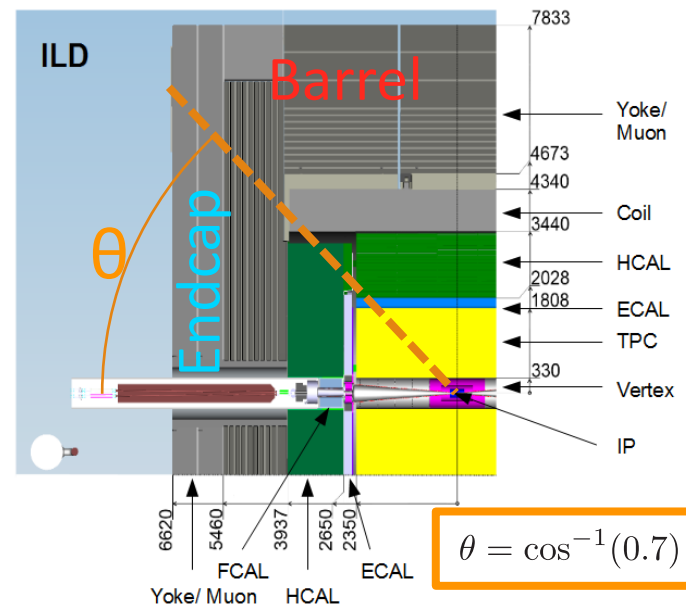 ILD
Barrel
Endcap
θ
7833
Yoke/
Muon
4673
4340
Coil
3440
HCAL
2028
ECAL
1808
TPC
330
Vertex
IP
6620
5460
3937
2650
2350
FCAL
ECAL
Yoke/ Muon
HCAL
θ = cos⁻¹(0.7)